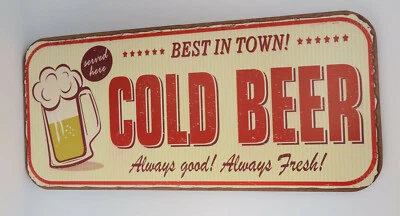 BEST IN TOWN!
served
here
COLD BEER
Always good! Always Fresh!